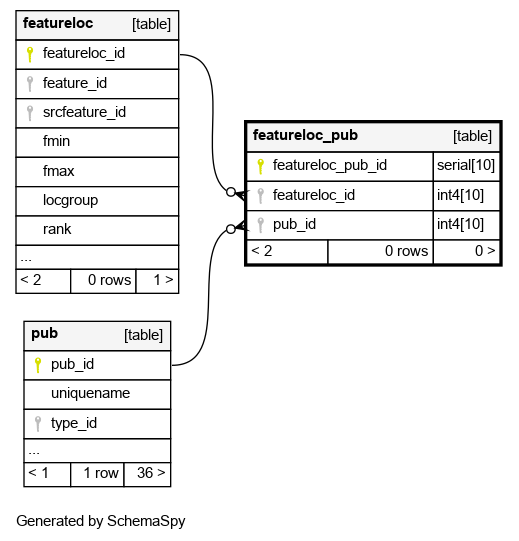 featureloc [table]
featureloc_id
feature_id
srcfeature_id
fmin
fmax
locgroup
rank
...
< 2 0 rows 1 >
featureloc_pub [table]
featureloc_pub_id serial[10]
featureloc_id int4[10]
pub_id int4[10]
< 2 0 rows 0 >
pub [table]
pub_id
uniquename
type_id
...
< 1 1 row 36 >
Generated by SchemaSpy